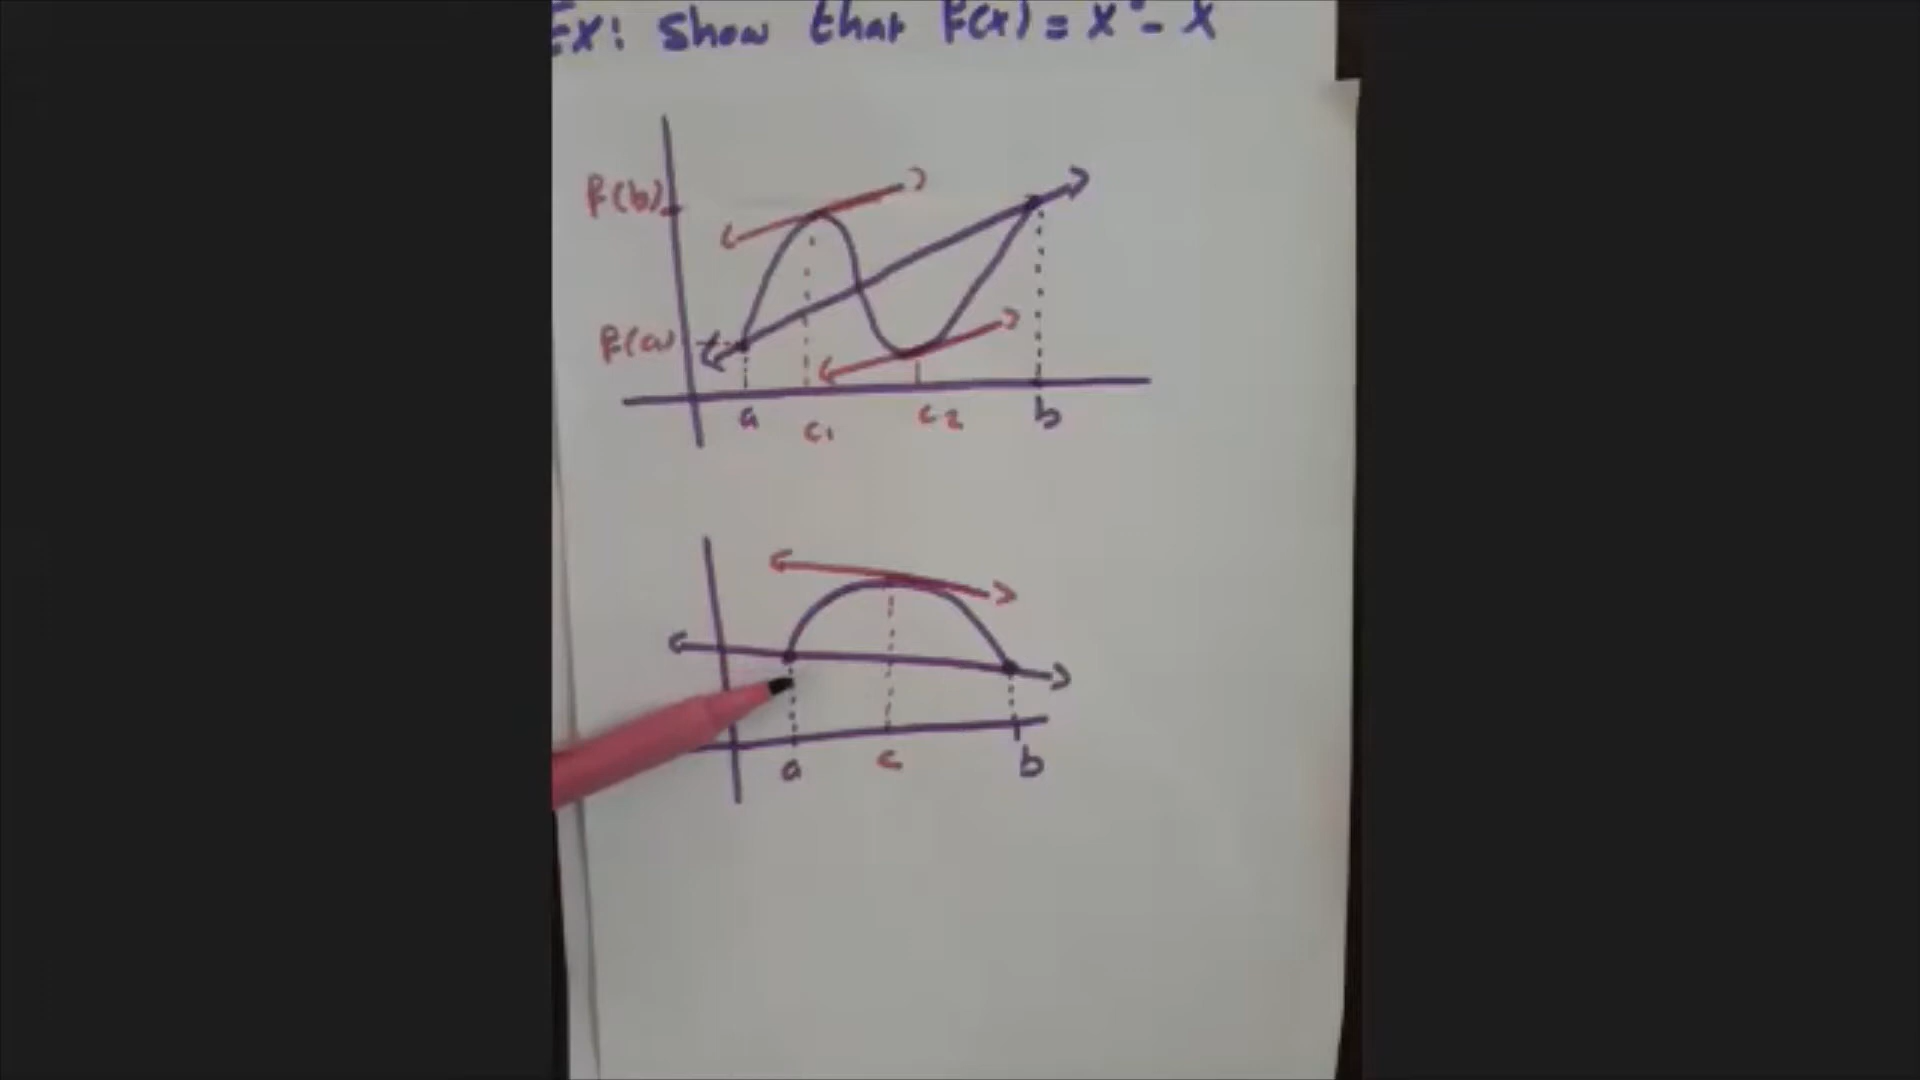 Ex: Show that f(x) = x - x
f(b)
f(a)
a c1 c2 b
a c b